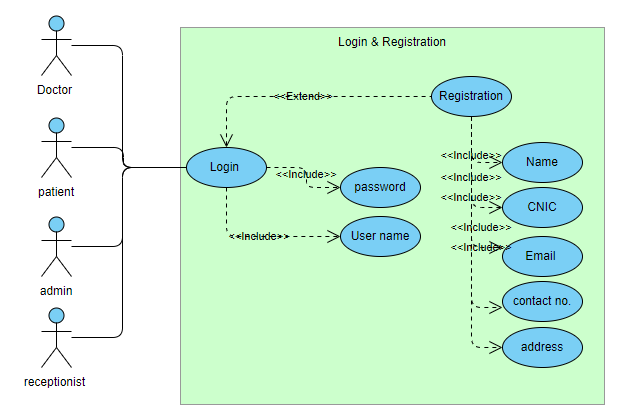 Login & Registration
Doctor
patient
admin
receptionist
<<Extend>>
Registration
Login
<<Include>>
password
<<Include>>
User name
<<Include>>
Name
<<Include>>
<<Include>>
CNIC
<<Include>>
<<Include>>
Email
contact no.
address